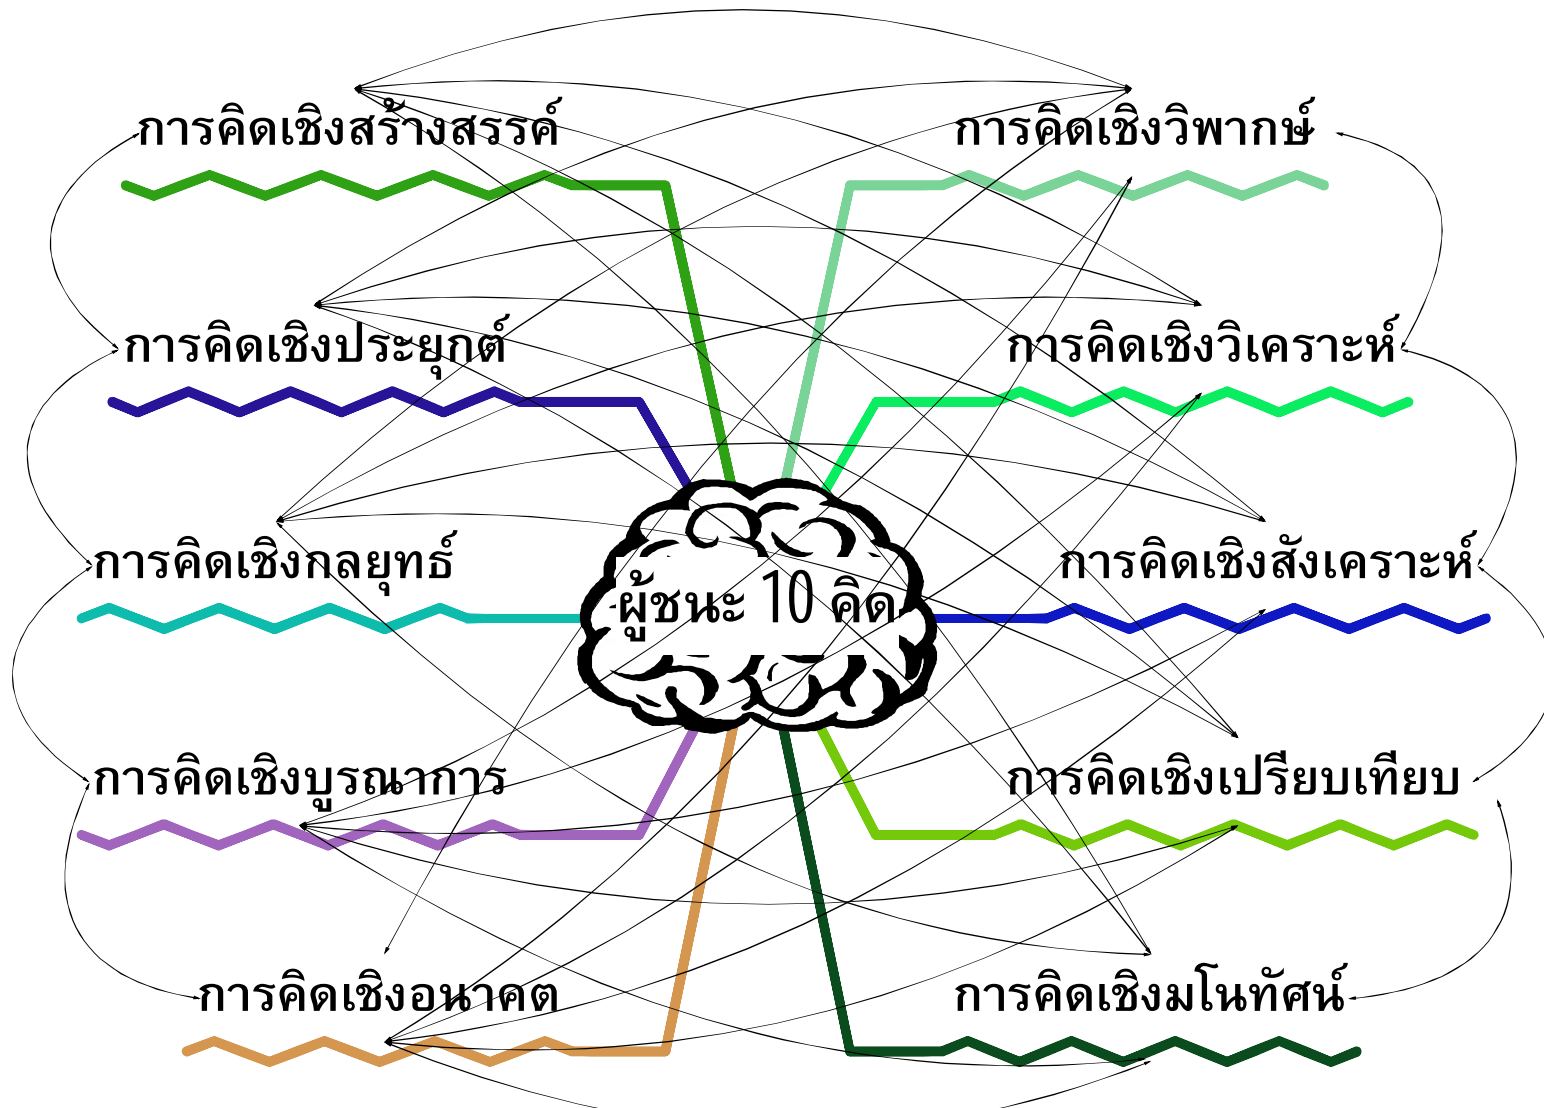 การคิดเชิงสร้างสรรค์
การคิดเชิงวิพากษ์
การคิดเชิงประยุกต์
การคิดเชิงวิเคราะห์
การคิดเชิงกลยุทธ์
การคิดเชิงสังเคราะห์
ผู้ชนะ 10 คิด
การคิดเชิงบูรณาการ
การคิดเชิงเปรียบเทียบ
การคิดเชิงอนาคต
การคิดเชิงมโนทัศน์